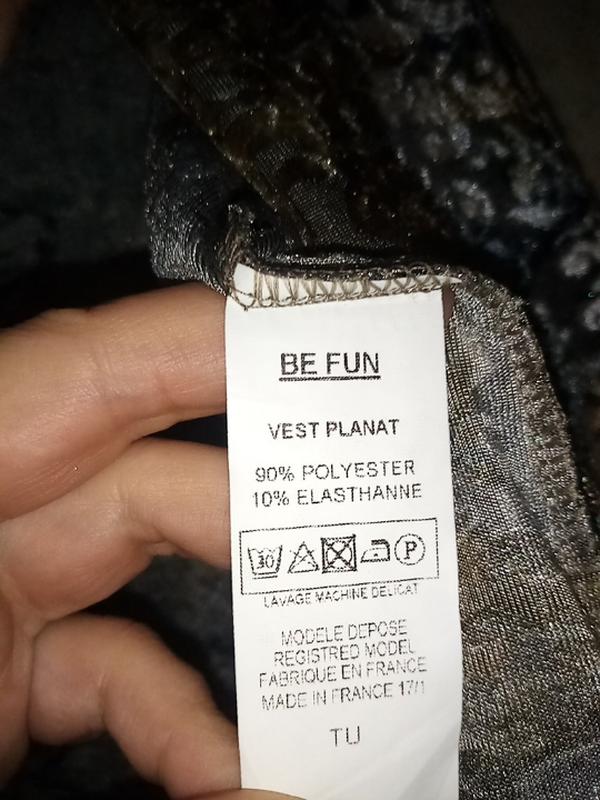 BE FUN
VEST PLANAT
90% POLYESTER
10% ELASTHANNE
30 P
LAVAGE MACHINE DELICAT
MODELE DEPOSE
REGISTRED MODEL
FABRIQUE EN FRANCE
MADE IN FRANCE 17/1
TU